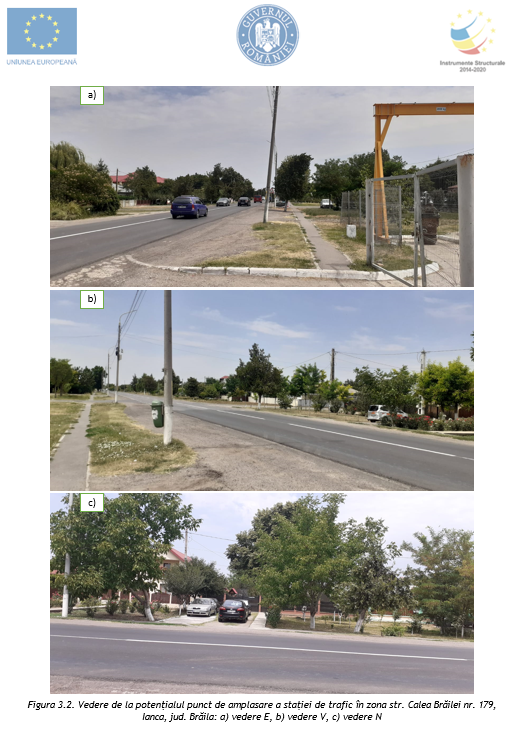 UNIUNEA EUROPEANĂ
GUVERNUL ROMÂNIEI
Instrumente Structurale
2014-2020
a)
b)
c)
Figura 3.2. Vedere de la potențialul punct de amplasare a stației de trafic în zona str. Calea Brăilei nr. 179,
Ianca, jud. Brăila: a) vedere E, b) vedere V, c) vedere N